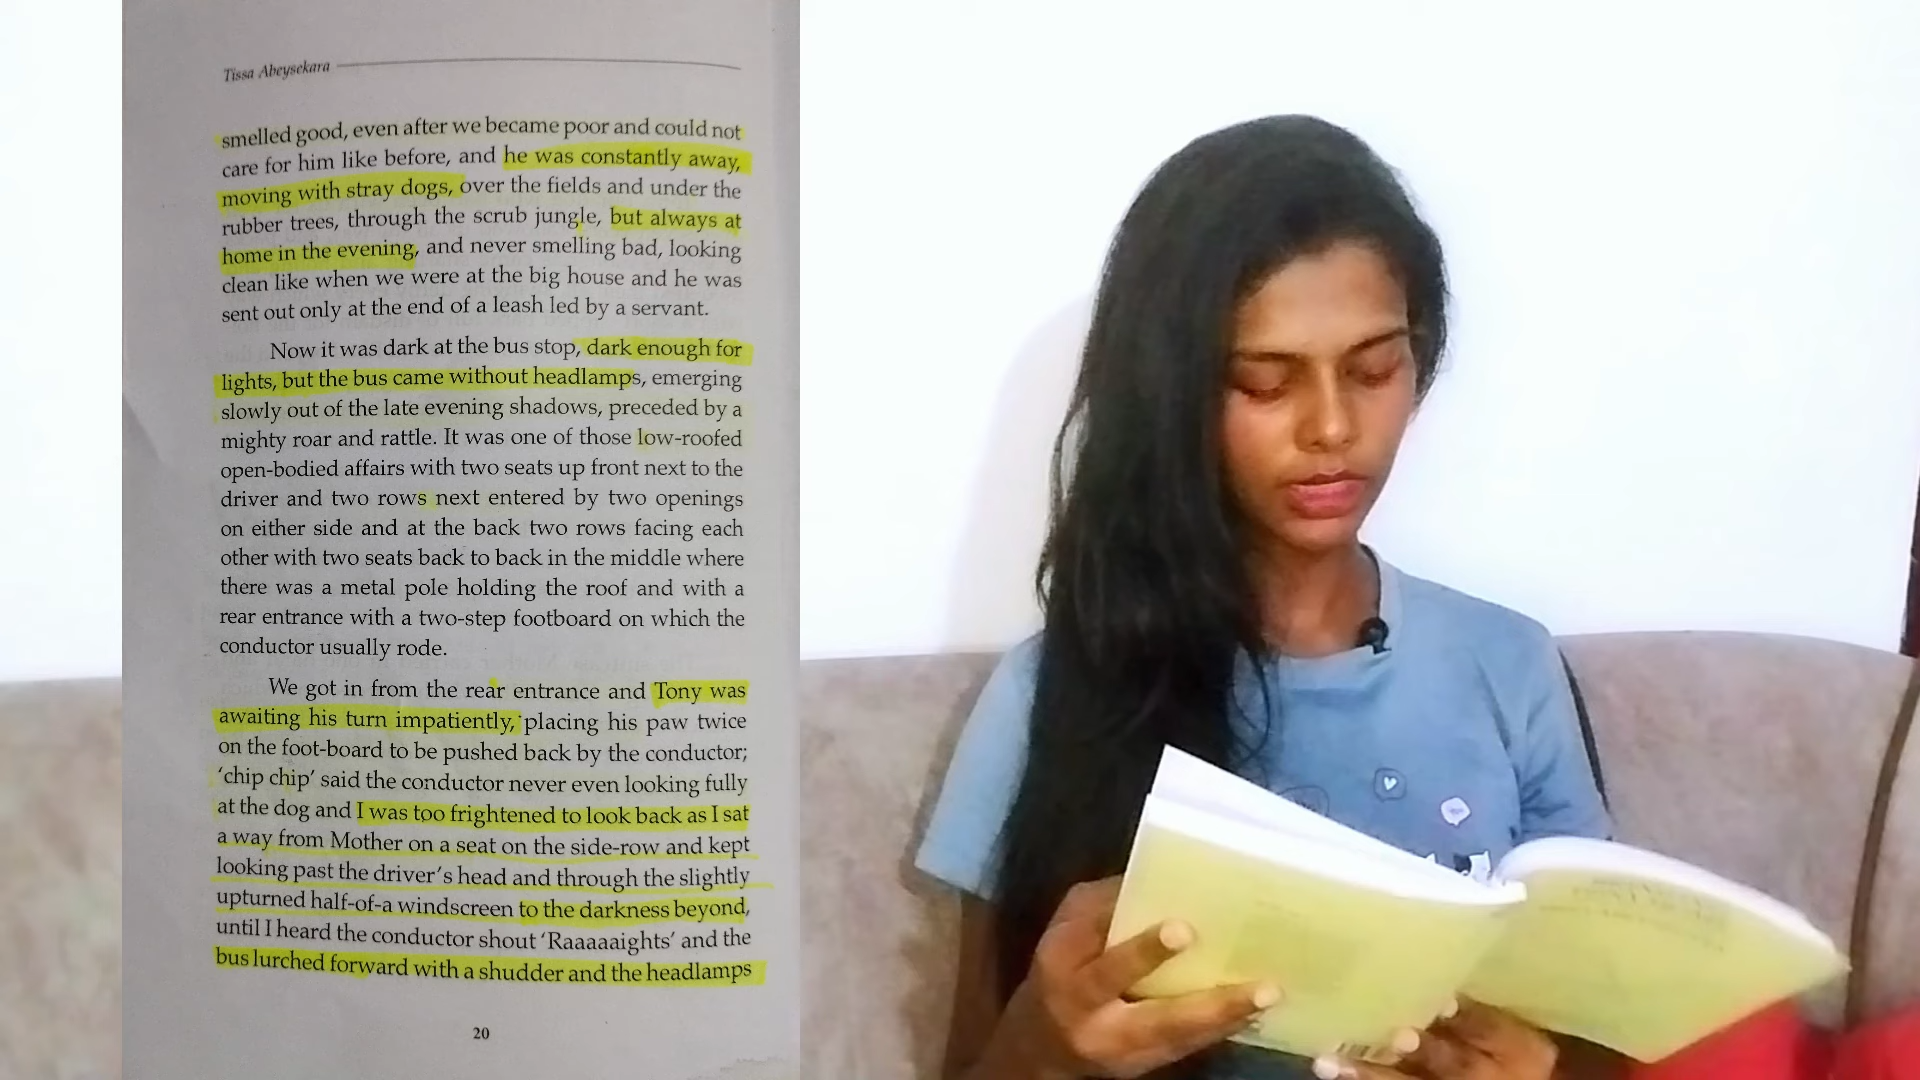 Tissa Abeysekara
smelled good, even after we became poor and could not
care for him like before, and he was constantly away,
moving with stray dogs, over the fields and under the
rubber trees, through the scrub jungle, but always at
home in the evening, and never smelling bad, looking
clean like when we were at the big house and he was
sent out only at the end of a leash led by a servant.
Now it was dark at the bus stop, dark enough for
lights, but the bus came without headlamps, emerging
slowly out of the late evening shadows, preceded by a
mighty roar and rattle. It was one of those low-roofed
open-bodied affairs with two seats up front next to the
driver and two rows next entered by two openings
on either side and at the back two rows facing each
other with two seats back to back in the middle where
there was a metal pole holding the roof and with a
rear entrance with a two-step footboard on which the
conductor usually rode.
We got in from the rear entrance and Tony was
awaiting his turn impatiently, placing his paw twice
on the foot-board to be pushed back by the conductor;
‘chip chip’ said the conductor never even looking fully
at the dog and I was too frightened to look back as I sat
a way from Mother on a seat on the side-row and kept
looking past the driver’s head and through the slightly
upturned half-of-a windscreen to the darkness beyond,
until I heard the conductor shout ‘Raaaaaights’ and the
bus lurched forward with a shudder and the headlamps
20